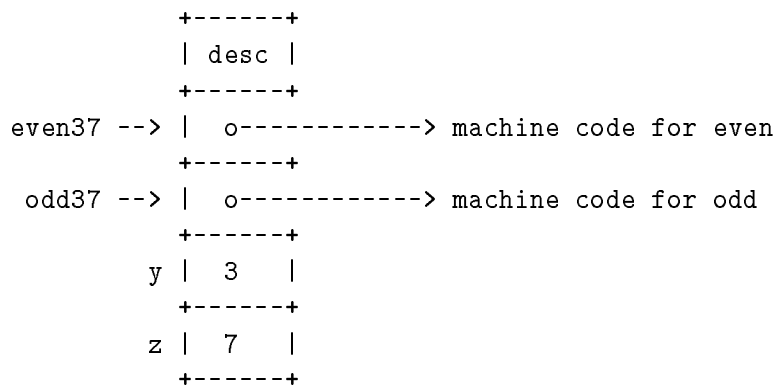 +------+
| desc |
+------+
even37 --> | o------------> machine code for even
+------+
odd37 --> | o------------> machine code for odd
+------+
y | 3 |
+------+
z | 7 |
+------+